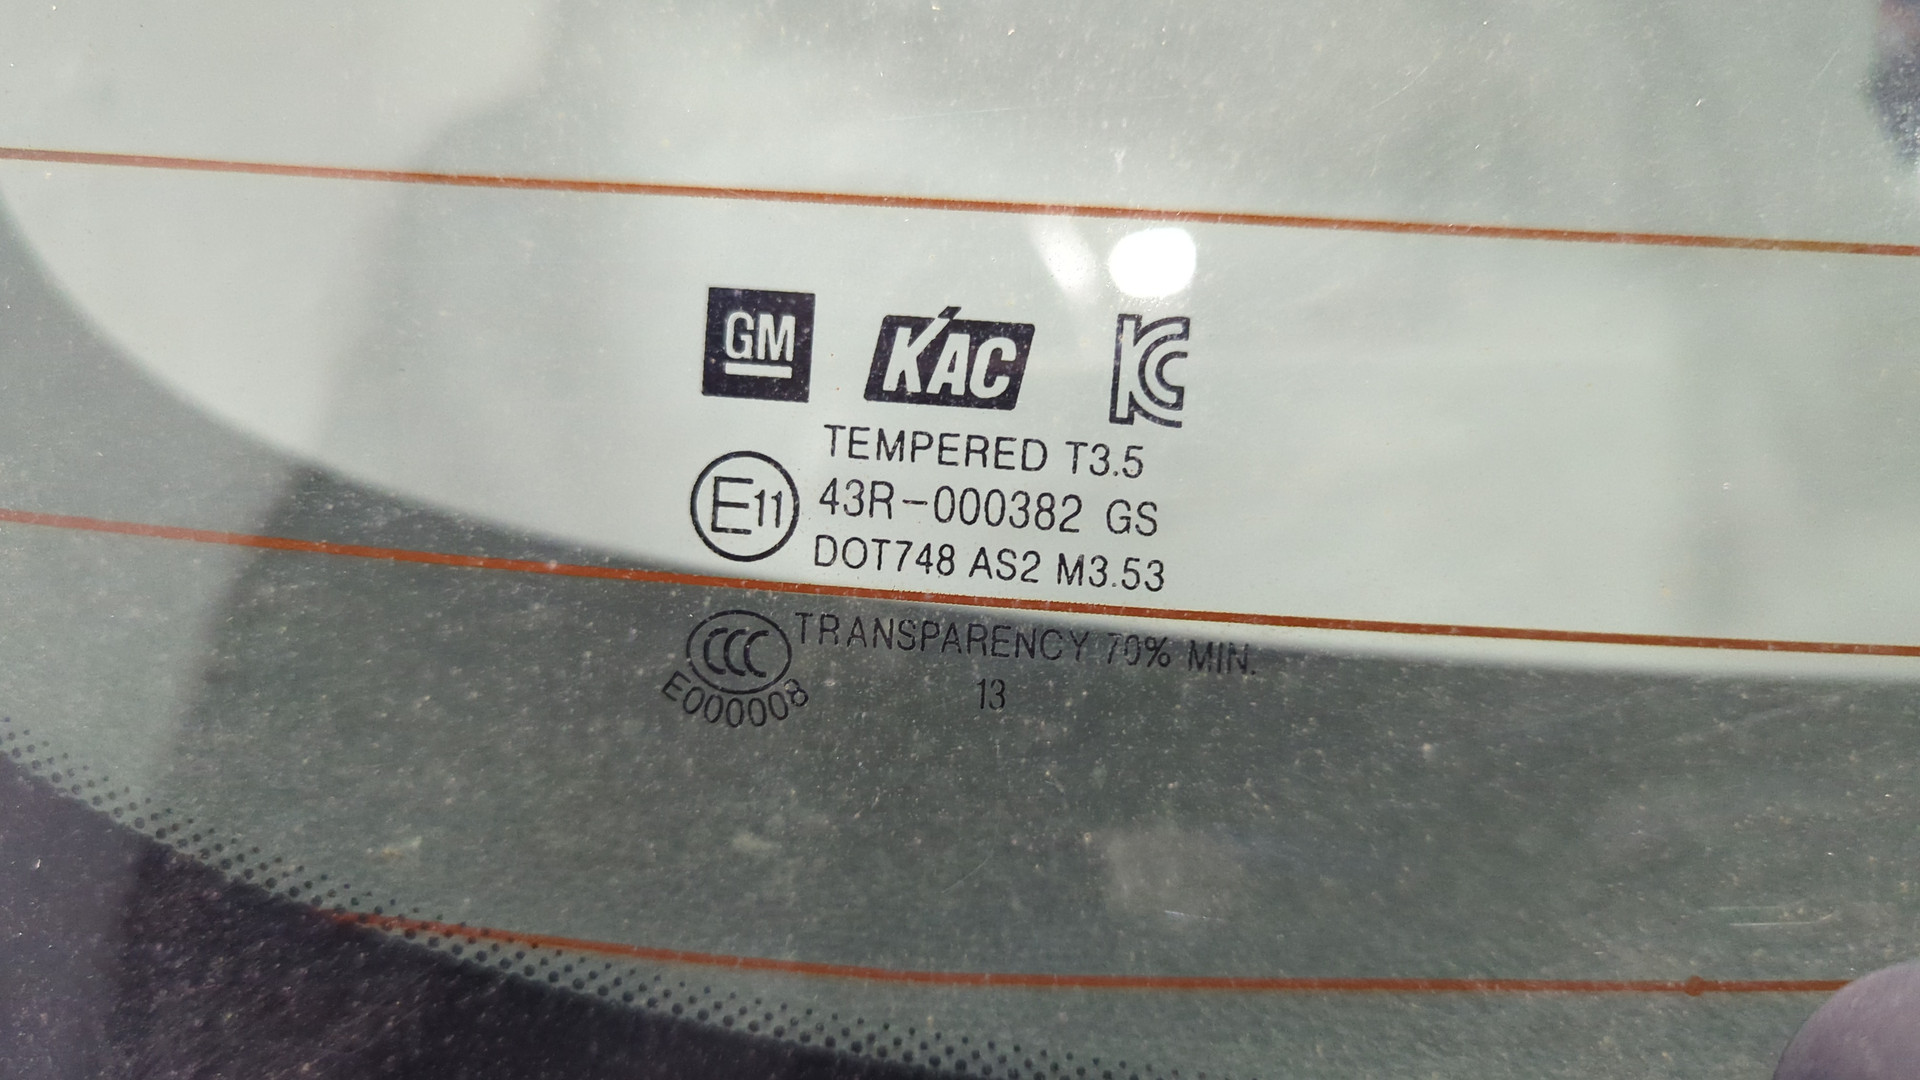 GM KAC KC
TEMPERED T3.5
E11 43R-000382 GS
DOT748 AS2 M3.53
CCC TRANSPARENCY 70% MIN.
E000008 13